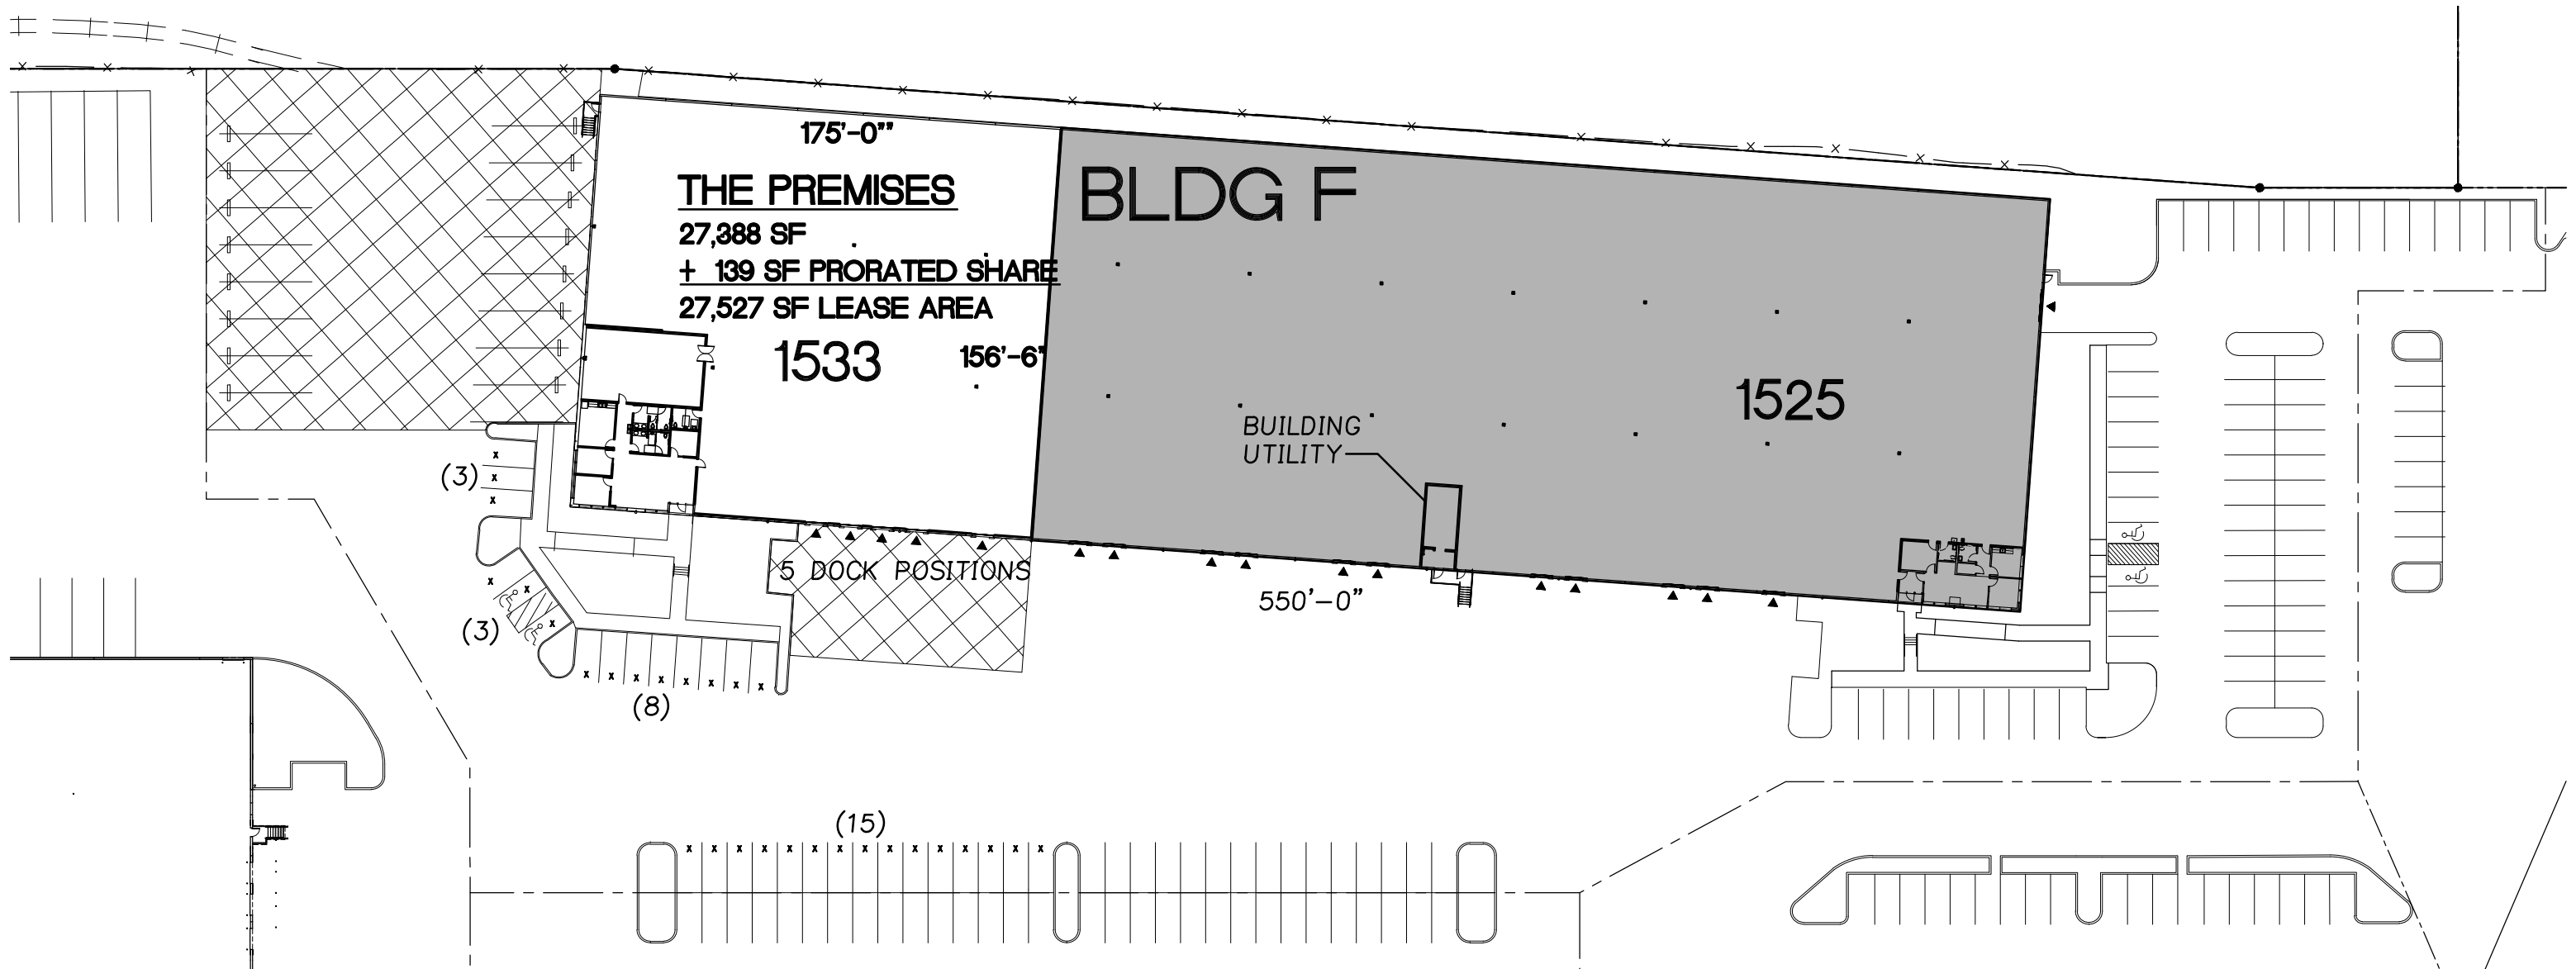 175'-0""
THE PREMISES
27,388 SF
+ 139 SF PRORATED SHARE
27,527 SF LEASE AREA
1533
156'-6"
BLDG F
1525
BUILDING
UTILITY
(3)
5 DOCK POSITIONS
550'-0"
(3)
(8)
(15)